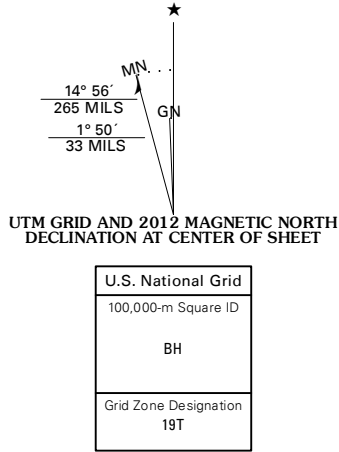 ★
MN
14° 56´
265 MILS
GN
1° 50´
33 MILS
UTM GRID AND 2012 MAGNETIC NORTH
DECLINATION AT CENTER OF SHEET
U.S. National Grid
100,000-m Square ID
BH
Grid Zone Designation
19T